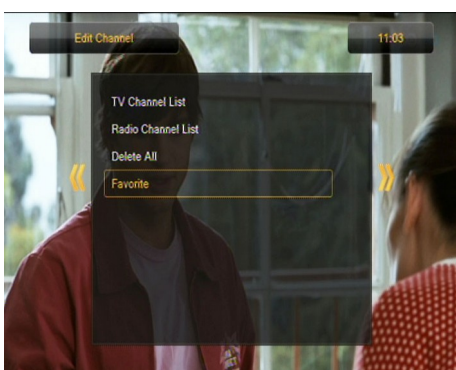 Edit Channel
11:03
TV Channel List
Radio Channel List
Delete All
Favorite